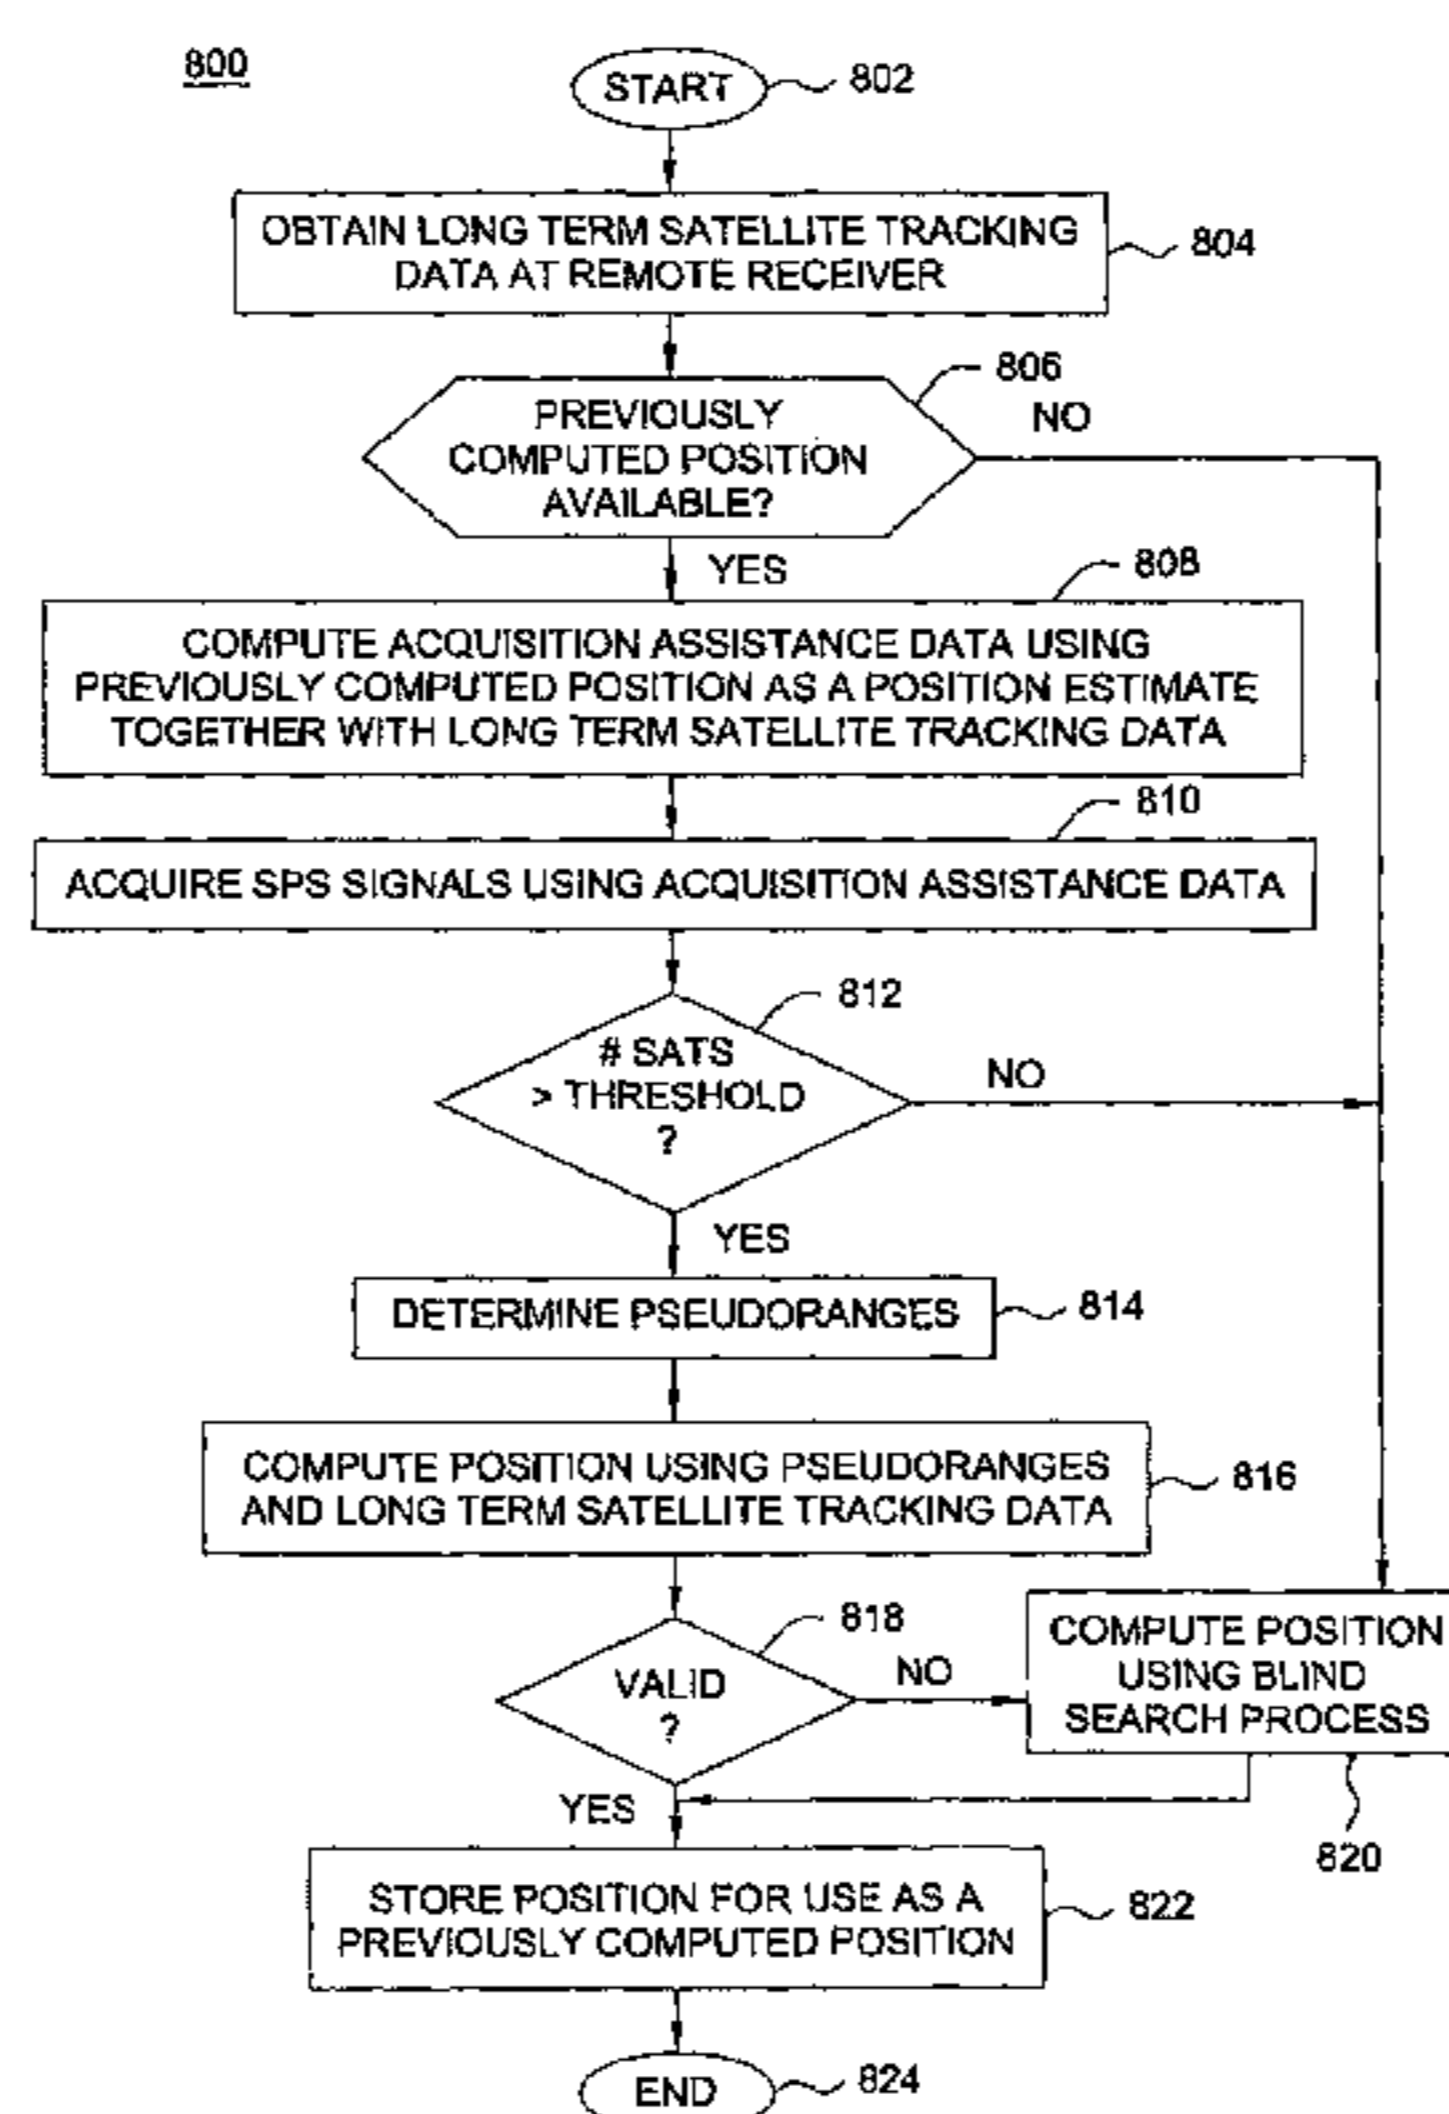 800
START
802
OBTAIN LONG TERM SATELLITE TRACKING
DATA AT REMOTE RECEIVER
804
806
PREVIOUSLY
COMPUTED POSITION
AVAILABLE?
NO
YES
808
COMPUTE ACQUISITION ASSISTANCE DATA USING
PREVIOUSLY COMPUTED POSITION AS A POSITION ESTIMATE
TOGETHER WITH LONG TERM SATELLITE TRACKING DATA
810
ACQUIRE SPS SIGNALS USING ACQUISITION ASSISTANCE DATA
812
# SATS
> THRESHOLD
?
NO
YES
DETERMINE PSEUDORANGES
814
COMPUTE POSITION USING PSEUDORANGES
AND LONG TERM SATELLITE TRACKING DATA
816
818
VALID
?
NO
COMPUTE POSITION
USING BLIND
SEARCH PROCESS
820
YES
STORE POSITION FOR USE AS A
PREVIOUSLY COMPUTED POSITION
822
END
824